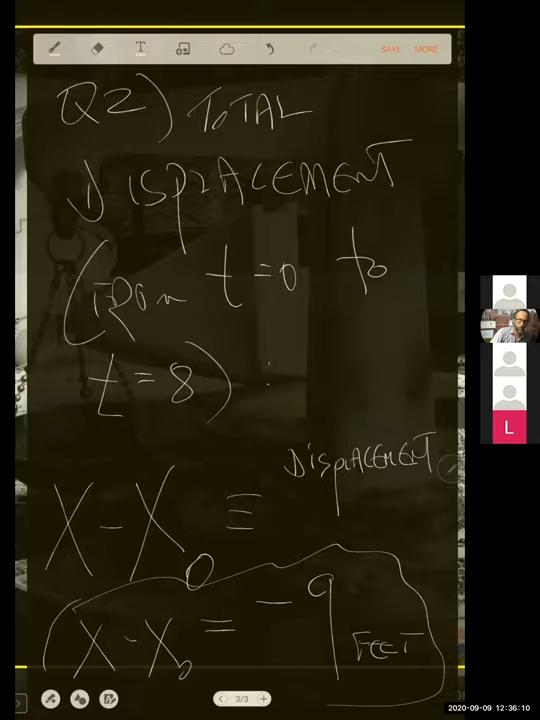 SAVE MORE
Q2) TOTAL
DISPLACEMENT
(FROM t=0 to
t=8) :
DISPLACEMENT
X-X₀ ≡
X-X₀ = -9
FEET
3/3
L
2020-09-09 12:36:10